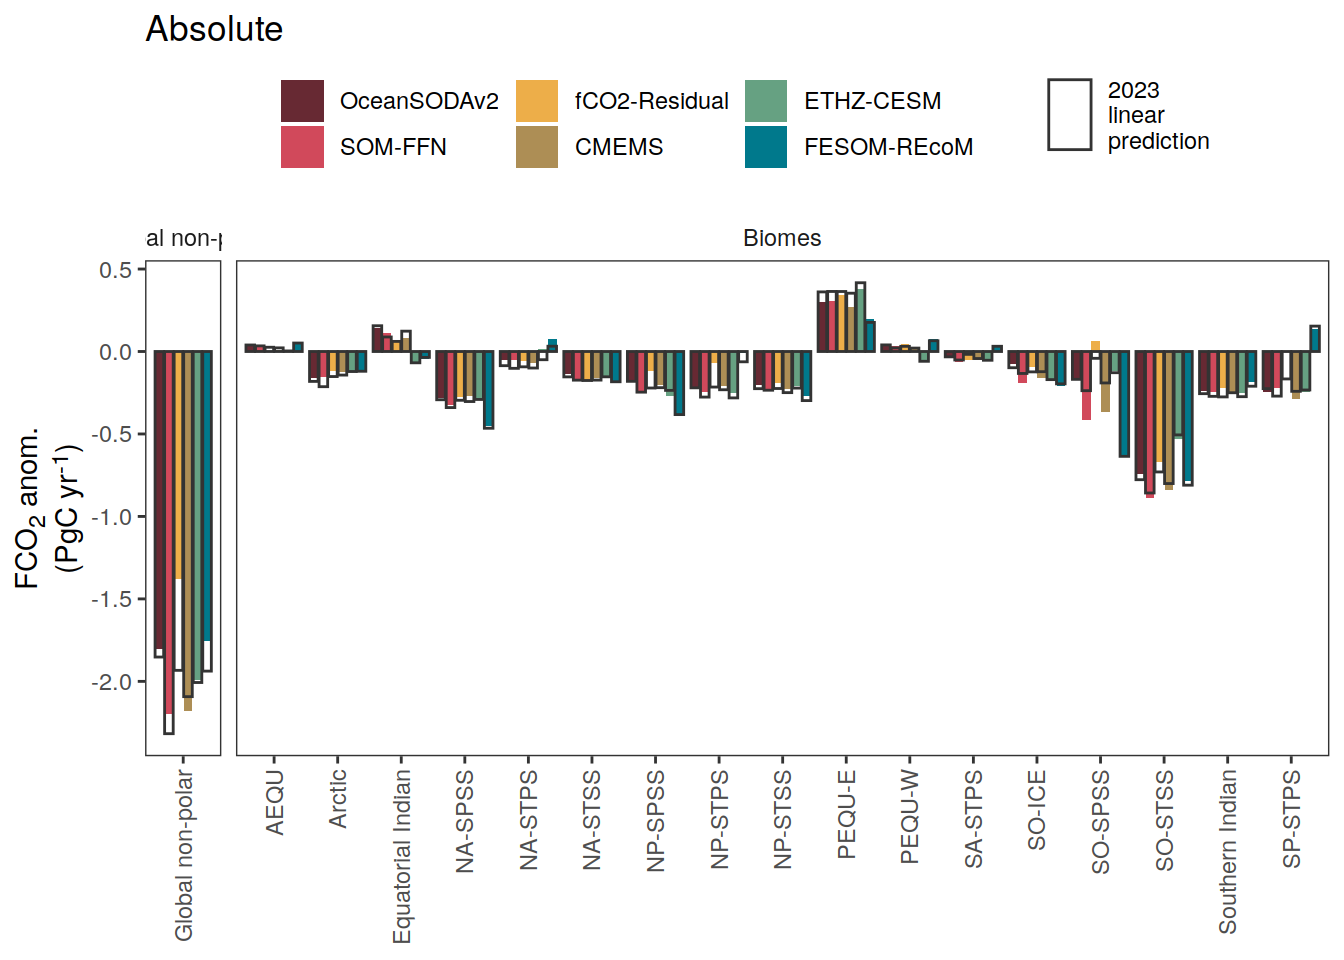 Absolute
OceanSODAv2
fCO2-Residual
ETHZ-CESM
SOM-FFN
CMEMS
FESOM-REcoM
2023
linear
prediction
al non-p
Biomes
FCO₂ anom.
(PgC yr⁻¹)
0.5
0.0
-0.5
-1.0
-1.5
-2.0
Global non-polar
AEQU
Arctic
Equatorial Indian
NA-SPSS
NA-STPS
NA-STSS
NP-SPSS
NP-STPS
NP-STSS
PEQU-E
PEQU-W
SA-STPS
SO-ICE
SO-SPSS
SO-STSS
Southern Indian
SP-STPS